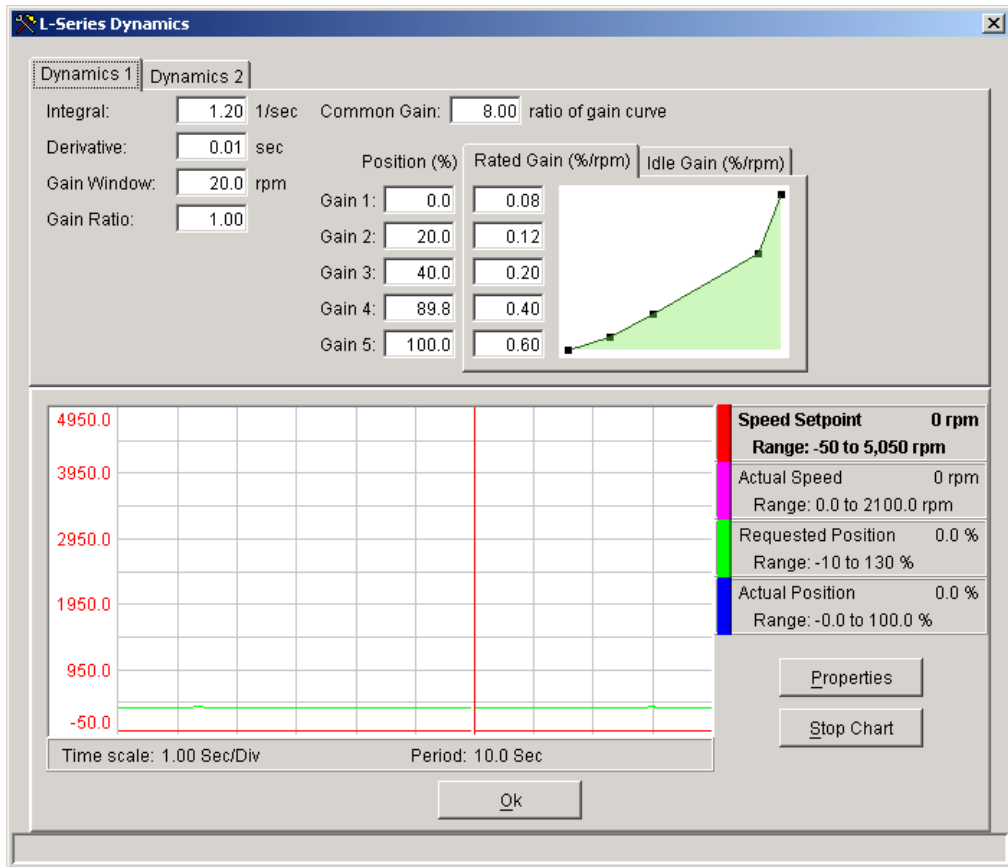 L-Series Dynamics
Dynamics 1 Dynamics 2
Integral: 1.20 1/sec Common Gain: 8.00 ratio of gain curve
Derivative: 0.01 sec
Position (%) Rated Gain (%/rpm) Idle Gain (%/rpm)
Gain Window: 20.0 rpm
Gain 1: 0.0 0.08
Gain Ratio: 1.00
Gain 2: 20.0 0.12
Gain 3: 40.0 0.20
Gain 4: 89.8 0.40
Gain 5: 100.0 0.60
4950.0
3950.0
2950.0
1950.0
950.0
-50.0
Time scale: 1.00 Sec/Div Period: 10.0 Sec
Speed Setpoint 0 rpm
Range: -50 to 5,050 rpm
Actual Speed 0 rpm
Range: 0.0 to 2100.0 rpm
Requested Position 0.0 %
Range: -10 to 130 %
Actual Position 0.0 %
Range: -0.0 to 100.0 %
Properties
Stop Chart
Ok